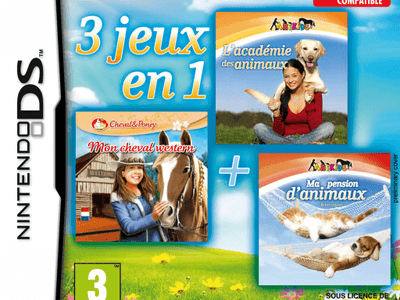 COMPATIBLE
NINTENDO DS
3 jeux
en 1
L'académie
des animaux
Cheval & Poney
Mon cheval western
+
Ma pension
d'animaux
3
SOUS LICENCE DE